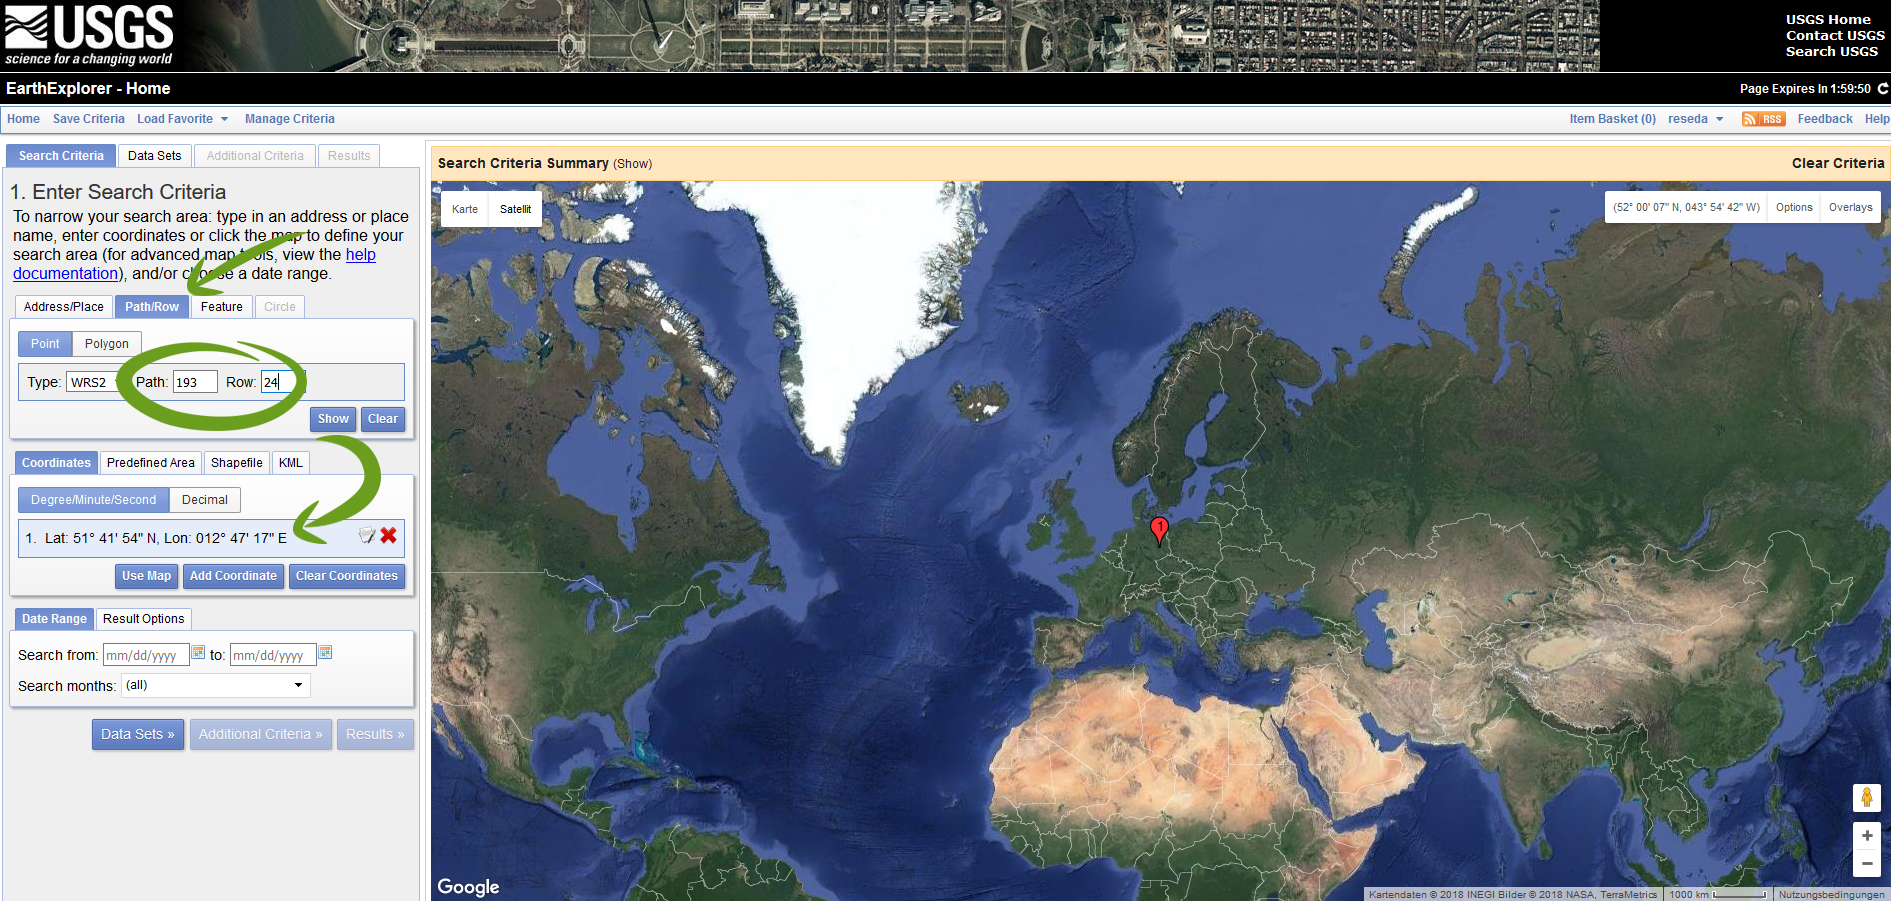 USGS
science for a changing world
USGS Home
Contact USGS
Search USGS
EarthExplorer - Home
Page Expires In 1:59:50
Home Save Criteria Load Favorite Manage Criteria
Item Basket (0) reseda RSS Feedback Help
Search Criteria Data Sets Additional Criteria Results
Search Criteria Summary (Show)
Clear Criteria
1. Enter Search Criteria
To narrow your search area: type in an address or place
name, enter coordinates or click the map to define your
search area (for advanced map tools, view the help
documentation), and/or choose a date range.
Address/Place Path/Row Feature Circle
Point Polygon
Type: WRS2 Path: 193 Row: 24
Show Clear
Coordinates Predefined Area Shapefile KML
Degree/Minute/Second Decimal
1. Lat: 51° 41' 54" N, Lon: 012° 47' 17" E
Use Map Add Coordinate Clear Coordinates
Date Range Result Options
Search from: mm/dd/yyyy to: mm/dd/yyyy
Search months: (all)
Data Sets » Additional Criteria » Results »
Karte Satellit
(52° 00' 07" N, 043° 54' 42" W) Options Overlays
1
Google
Kartendaten © 2018 INEGI Bilder © 2018 NASA, TerraMetrics 1000 km Nutzungsbedingungen